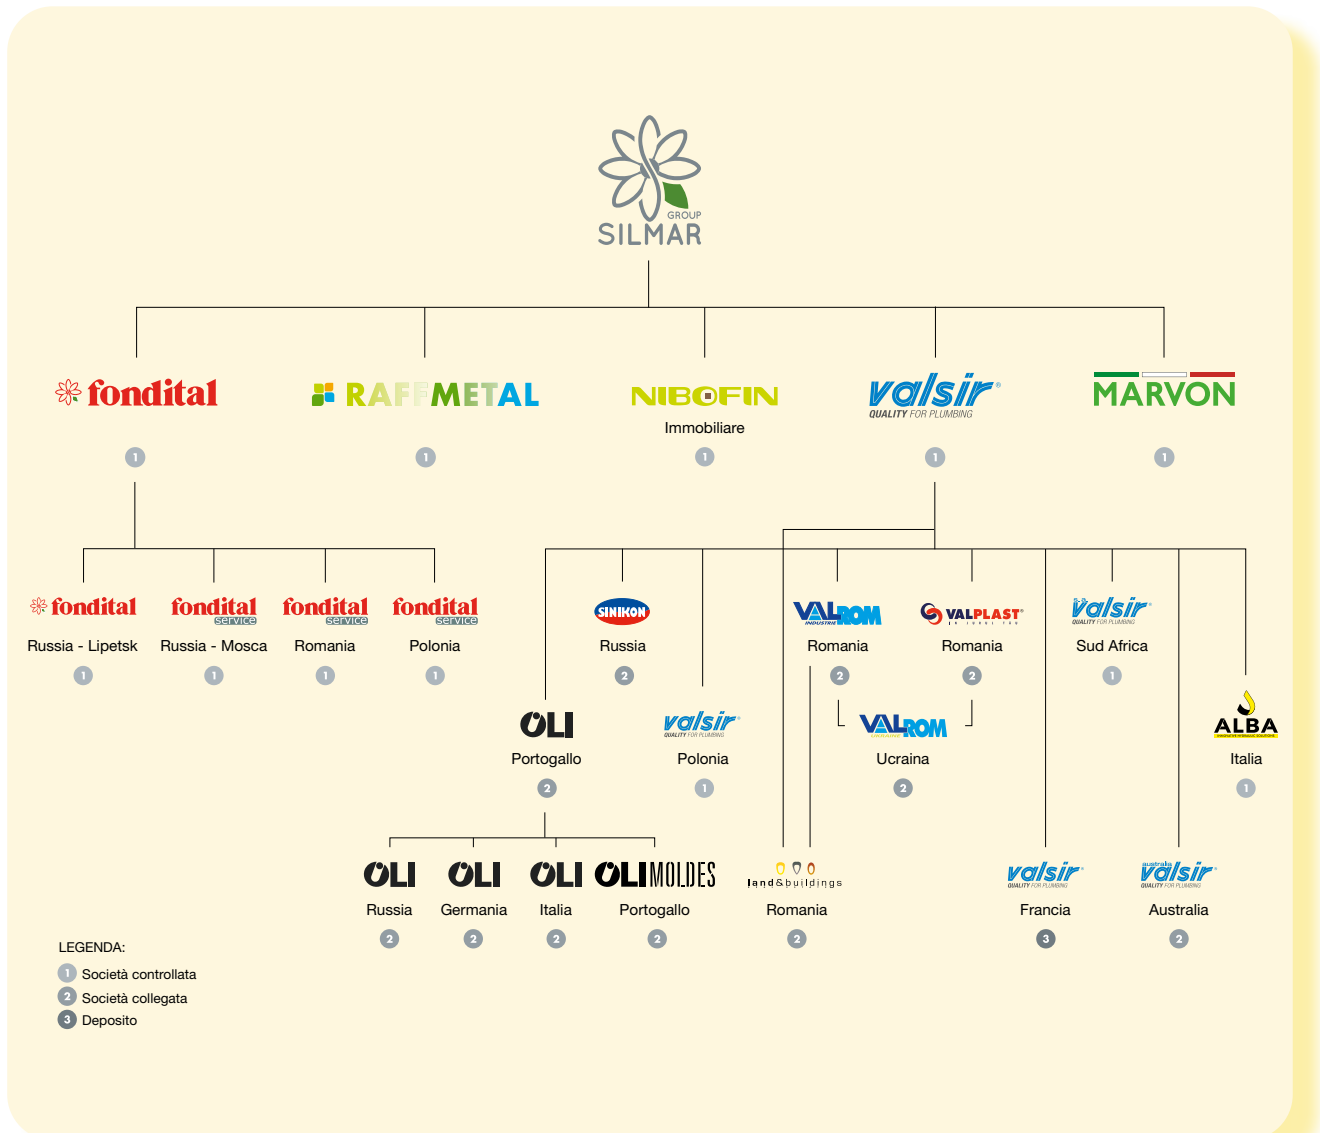 GROUP
SILMAR
fondital
RAFFMETAL
NIBOFIN
Immobiliare
valsir®
QUALITY FOR PLUMBING
MARVON
1
1
1
1
1
fondital
Russia - Lipetsk
1
fondital
service
Russia - Mosca
1
fondital
service
Romania
1
fondital
service
Polonia
1
SINIKON
Russia
2
VALROM
INDUSTRIE
Romania
2
VALPLAST®
Romania
2
valsir®
QUALITY FOR PLUMBING
Sud Africa
1
OLI
Portogallo
2
valsir®
QUALITY FOR PLUMBING
Polonia
1
VALROM
Ucraina
2
ALBA
Italia
1
OLI
Russia
2
OLI
Germania
2
OLI
Italia
2
OLI MOLDES
Portogallo
2
land&buildings
Romania
2
valsir®
QUALITY FOR PLUMBING
Francia
3
australia
valsir®
QUALITY FOR PLUMBING
Australia
2
LEGENDA:
1 Società controllata
2 Società collegata
3 Deposito